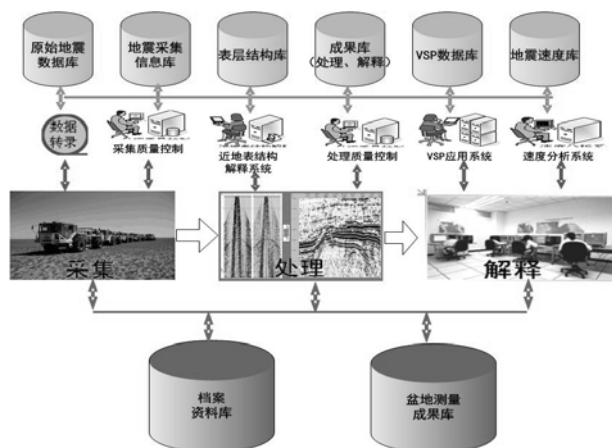 原始地震
数据库
地震采集
信息库
表层结构库
成果库
(处理、解释)
VSP数据库
地震速度库
数据
转录
采集质量控制
近地表结构
解释系统
处理质量控制
VSP应用系统
速度分析系统
采集
处理
解释
档案
资料库
盆地测量
成果库